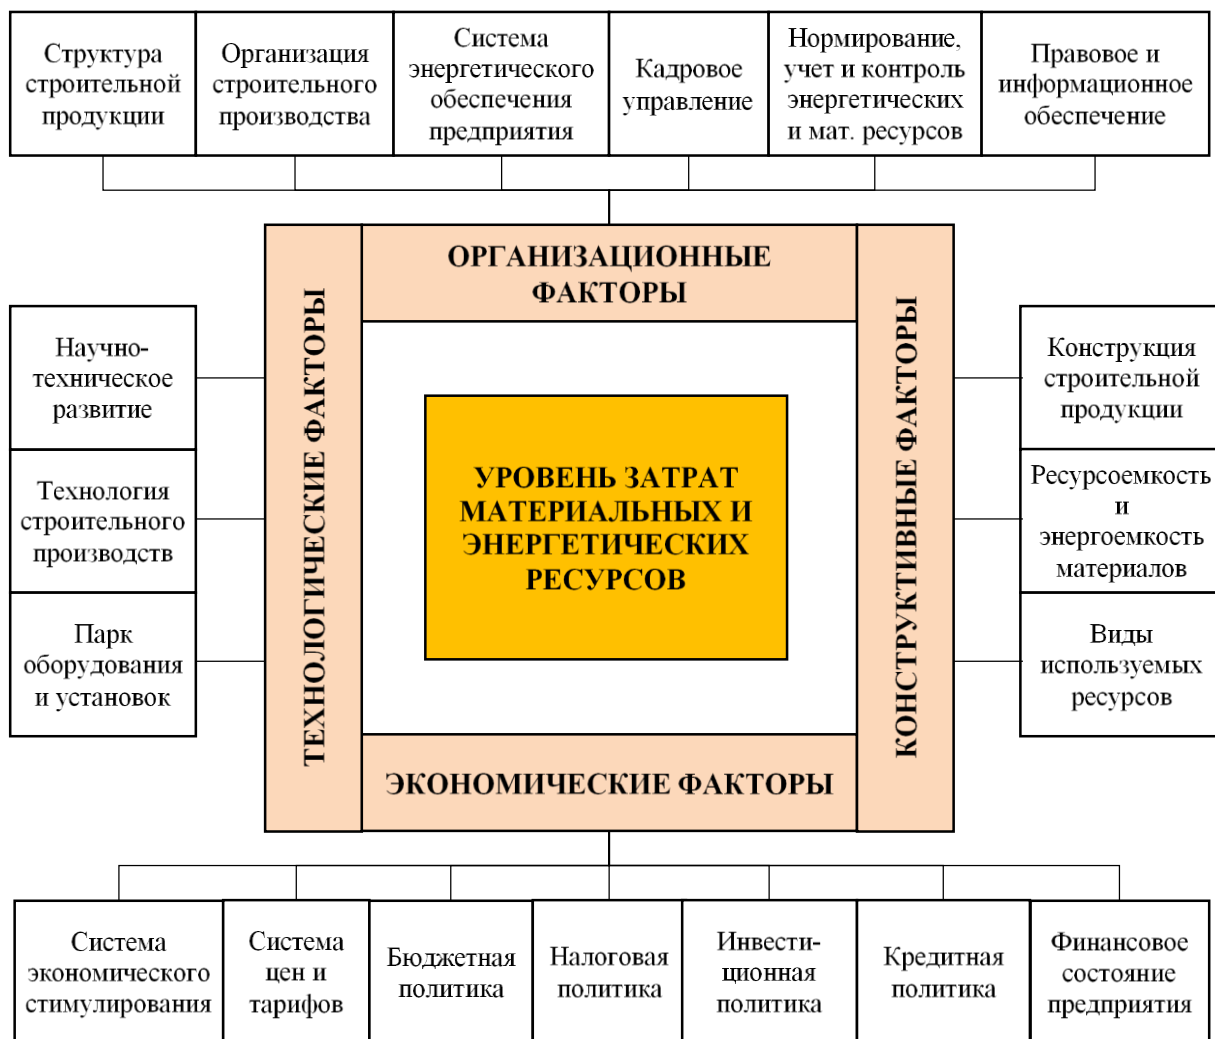 Структура
строительной
продукции
Организация
строительного
производства
Система
энергетического
обеспечения
предприятия
Кадровое
управление
Нормирование,
учет и контроль
энергетических
и мат. ресурсов
Правовое и
информационное
обеспечение
ОРГАНИЗАЦИОННЫЕ
ФАКТОРЫ
ТЕХНОЛОГИЧЕСКИЕ ФАКТОРЫ
Научно-
техническое
развитие
Технология
строительного
производств
Парк
оборудования
и установок
УРОВЕНЬ ЗАТРАТ
МАТЕРИАЛЬНЫХ И
ЭНЕРГЕТИЧЕСКИХ
РЕСУРСОВ
КОНСТРУКТИВНЫЕ ФАКТОРЫ
Конструкция
строительной
продукции
Ресурсоемкость
и
энергоемкость
материалов
Виды
используемых
ресурсов
ЭКОНОМИЧЕСКИЕ ФАКТОРЫ
Система
экономического
стимулирования
Система
цен и
тарифов
Бюджетная
политика
Налоговая
политика
Инвести-
ционная
политика
Кредитная
политика
Финансовое
состояние
предприятия